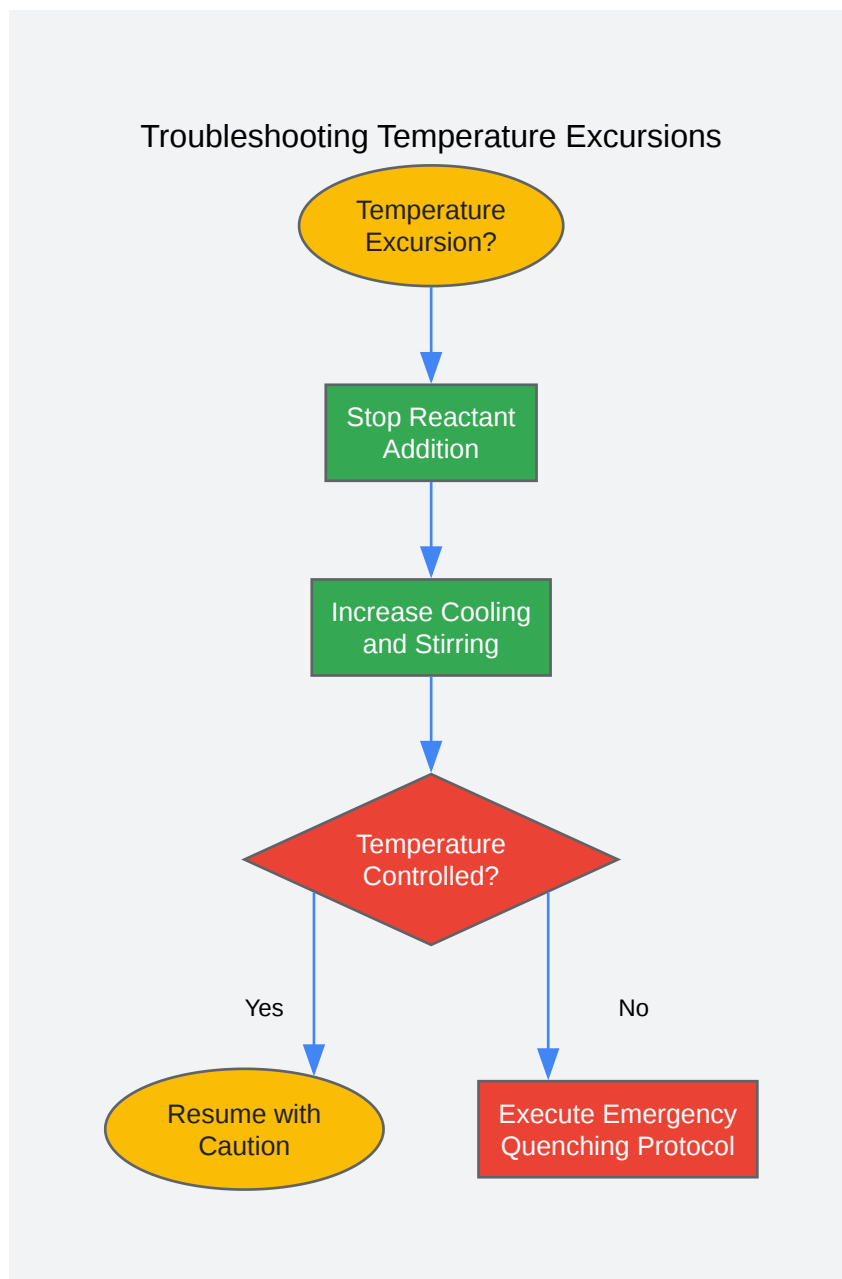 Troubleshooting Temperature Excursions
Temperature
Excursion?
Stop Reactant
Addition
Increase Cooling
and Stirring
Temperature
Controlled?
Yes
No
Resume with
Caution
Execute Emergency
Quenching Protocol